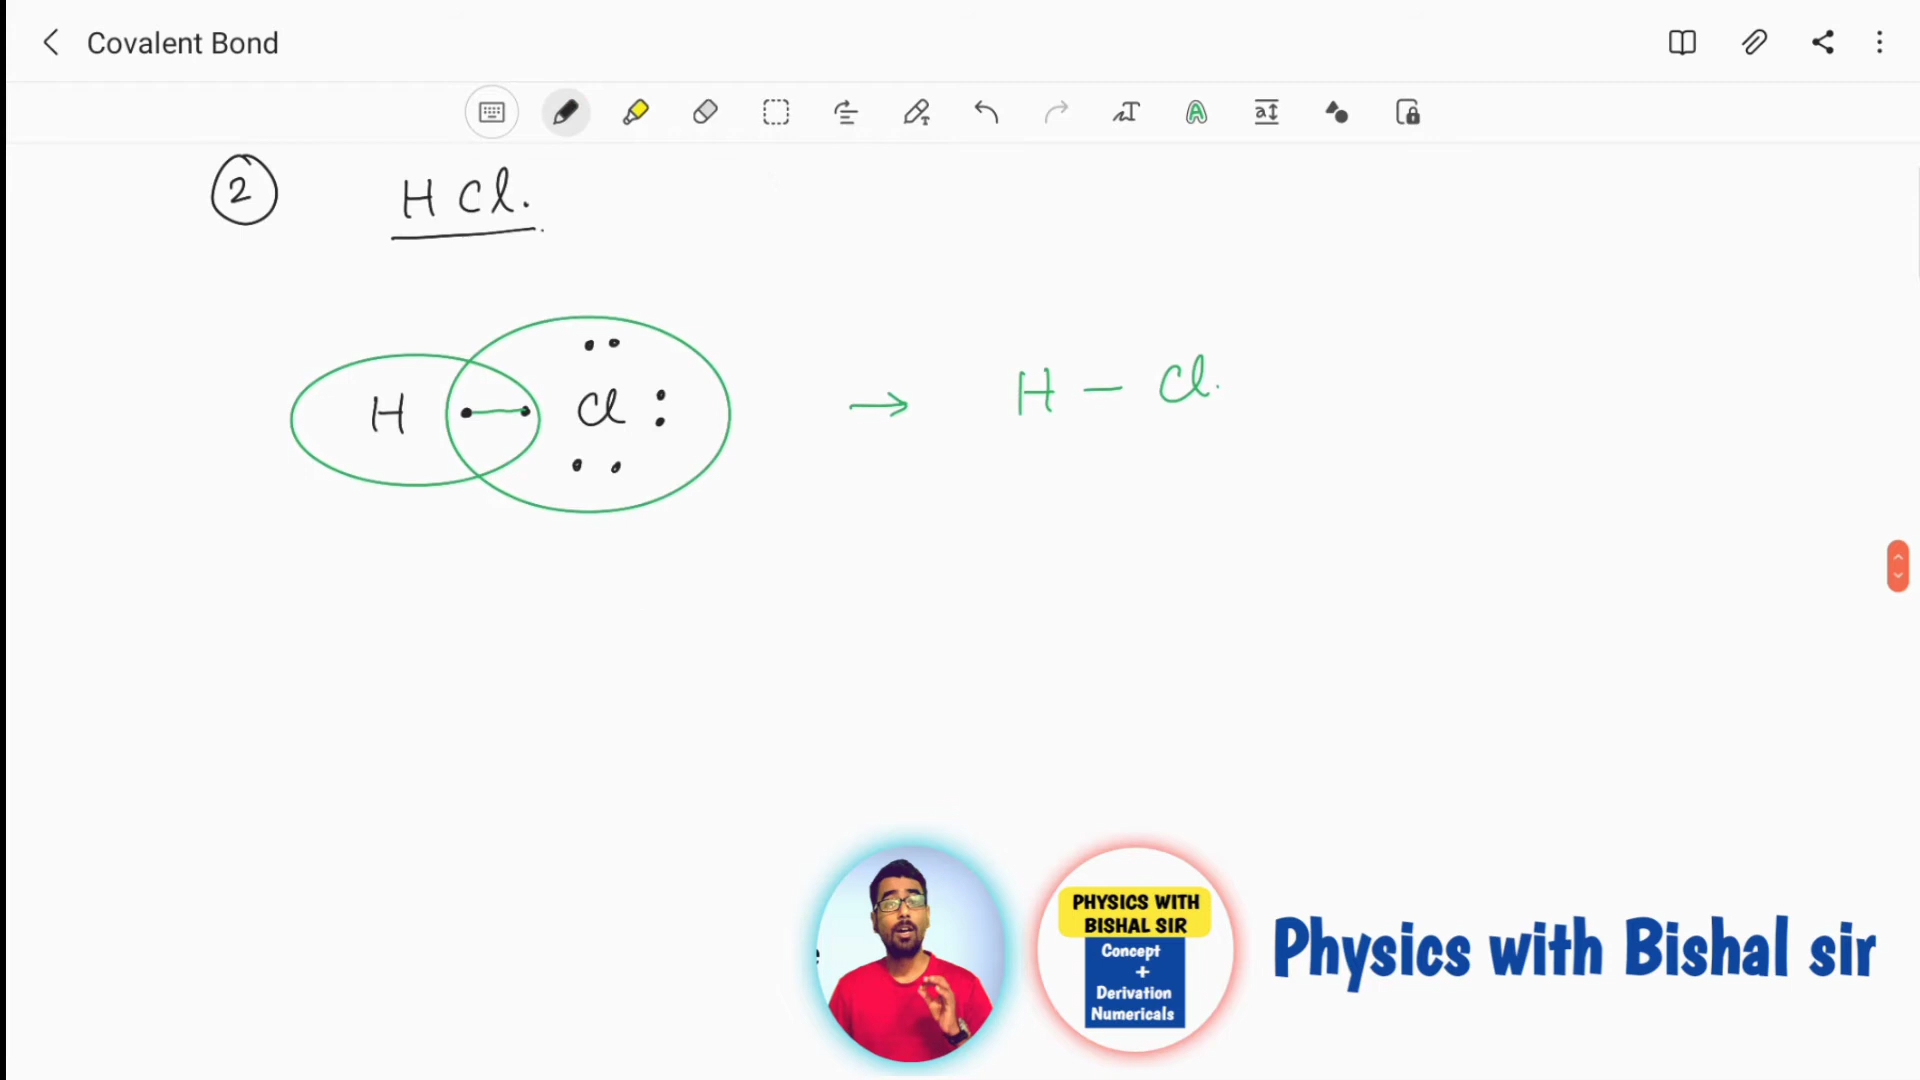 Covalent Bond
2 HCl.
H Cl → H - Cl.
PHYSICS WITH
BISHAL SIR
Concept
+
Derivation
Numericals
Physics with Bishal sir